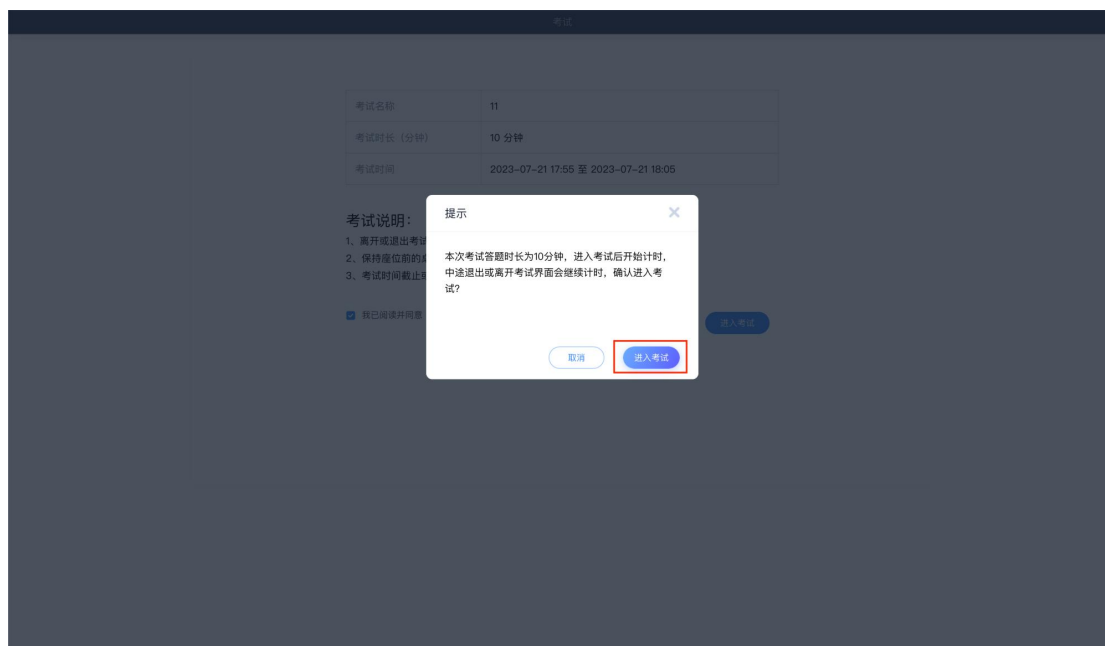 考试
考试名称 11
考试时长（分钟） 10 分钟
考试时间 2023-07-21 17:55 至 2023-07-21 18:05
考试说明：
1、离开或退出考试
2、保持座位前的
3、考试时间截止
我已阅读并同意
进入考试
提示
本次考试答题时长为10分钟，进入考试后开始计时，
中途退出或离开考试界面会继续计时，确认进入考
试？
取消 进入考试